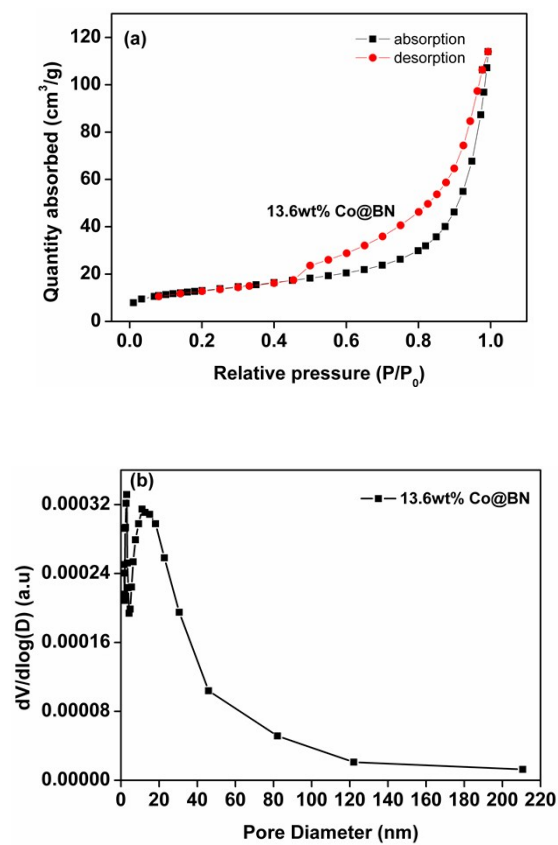 (a)
absorption
desorption
13.6wt% Co@BN
Quantity absorbed (cm³/g)
120
100
80
60
40
20
0
0.0 0.2 0.4 0.6 0.8 1.0
Relative pressure (P/P₀)
(b)
13.6wt% Co@BN
dV/dlog(D) (a.u)
0.00032
0.00024
0.00016
0.00008
0.00000
0 20 40 60 80 100 120 140 160 180 200 220
Pore Diameter (nm)